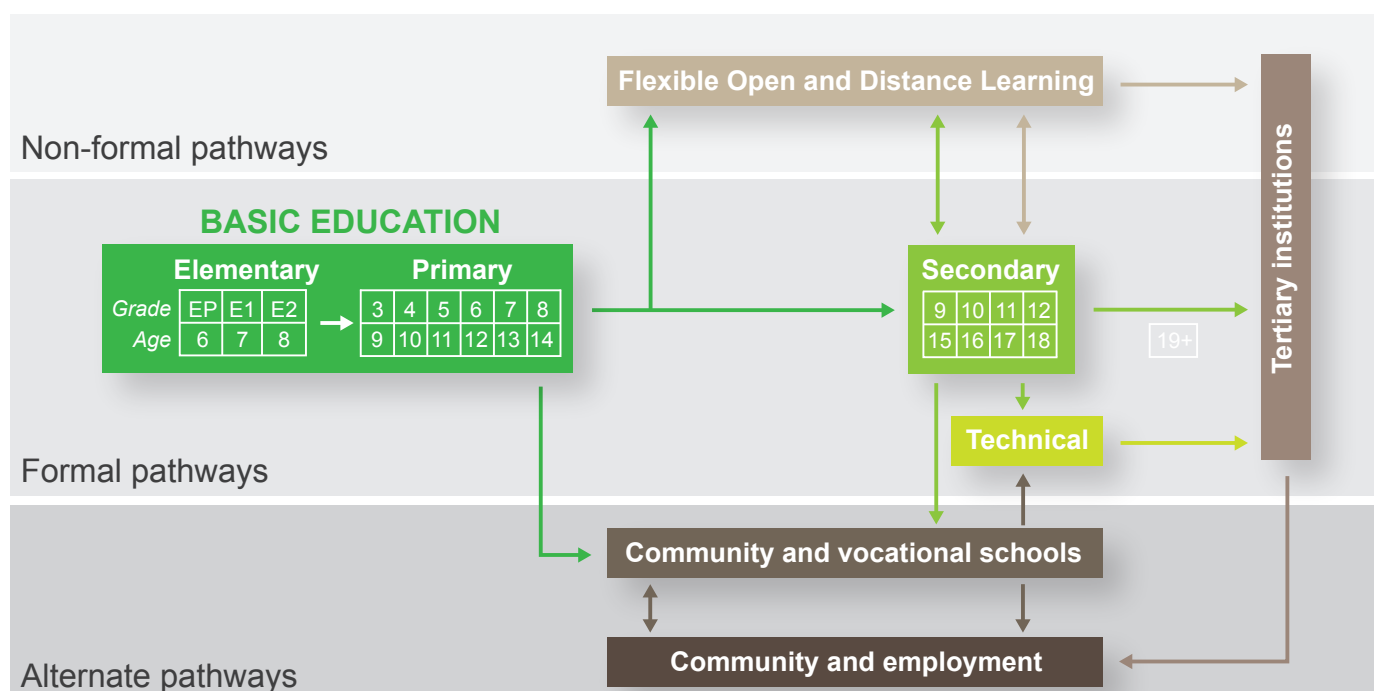 Flexible Open and Distance Learning
Non-formal pathways
Tertiary institutions
BASIC EDUCATION
Elementary Primary
Grade EP E1 E2 3 4 5 6 7 8
Age 6 7 8 9 10 11 12 13 14
Secondary
9 10 11 12
15 16 17 18
19+
Technical
Formal pathways
Community and vocational schools
Community and employment
Alternate pathways